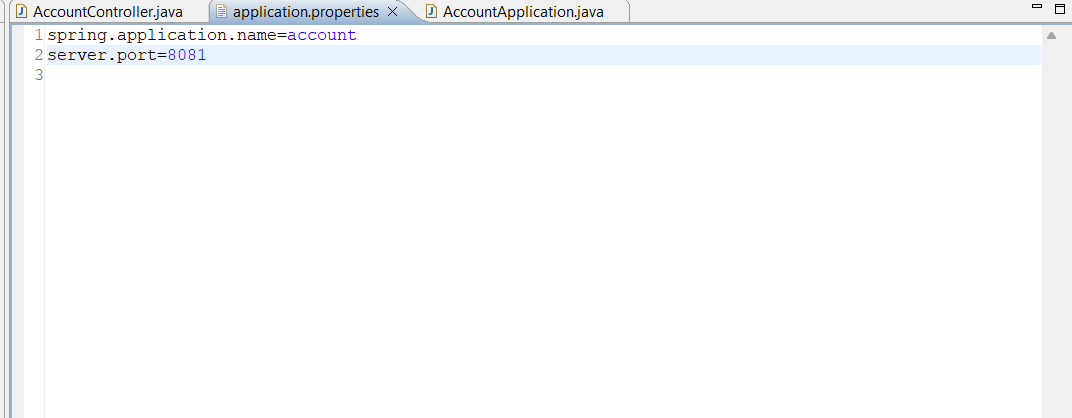 AccountController.java application.properties AccountApplication.java
1 spring.application.name=account
2 server.port=8081
3